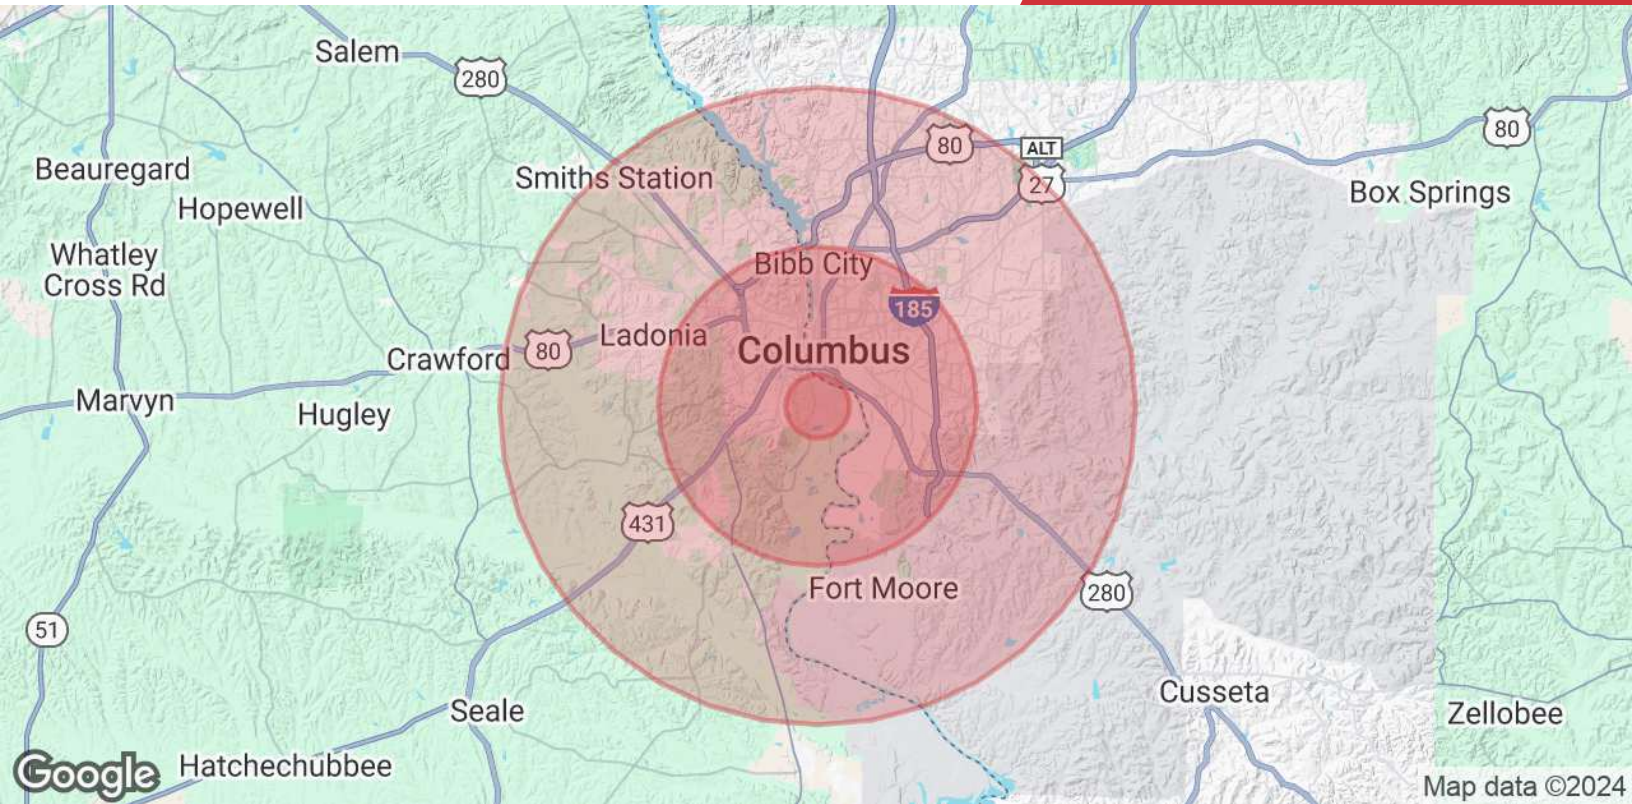 Salem
280
80
ALT
27
80
Beauregard
Smiths Station
Hopewell
Box Springs
Whatley
Cross Rd
Bibb City
185
Crawford
80
Ladonia
Columbus
Marvyn
Hugley
431
Fort Moore
280
51
Seale
Cusseta
Zellobee
Hatchechubbee
Google
Map data ©2024